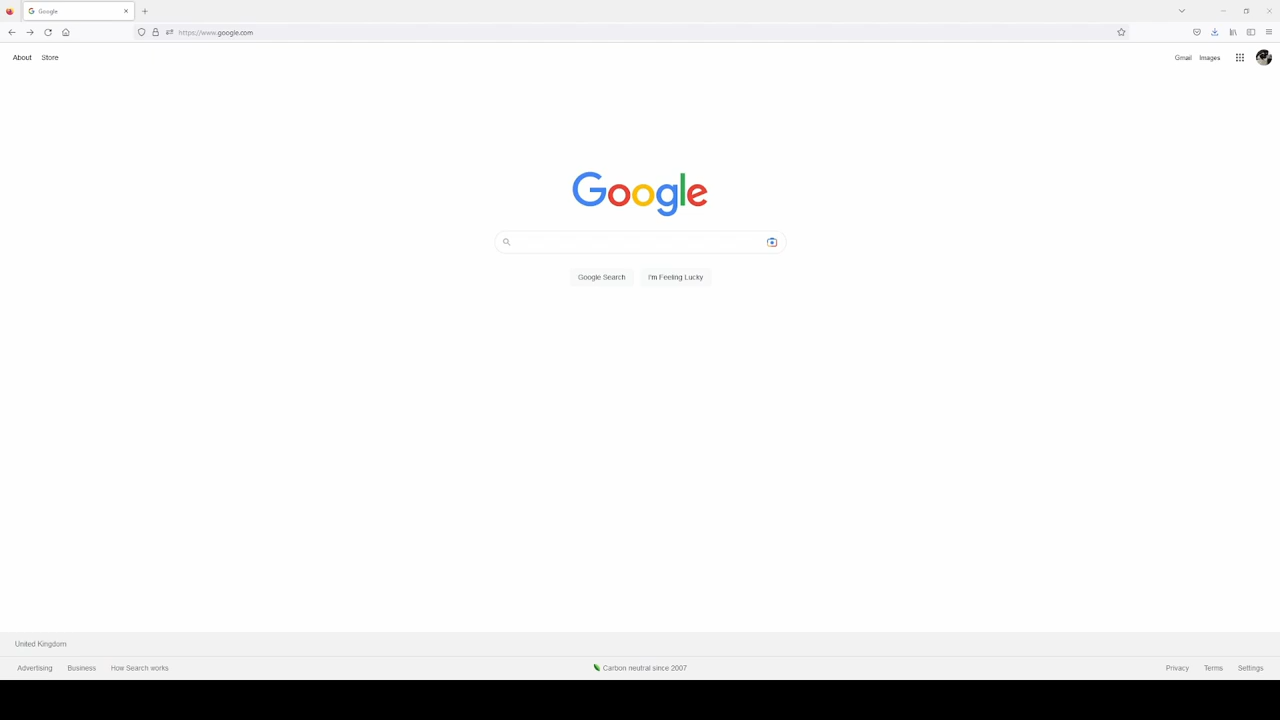 Google
https://www.google.com
About Store
Gmail Images
Google
Google Search I'm Feeling Lucky
United Kingdom
Advertising Business How Search works
Carbon neutral since 2007
Privacy Terms Settings